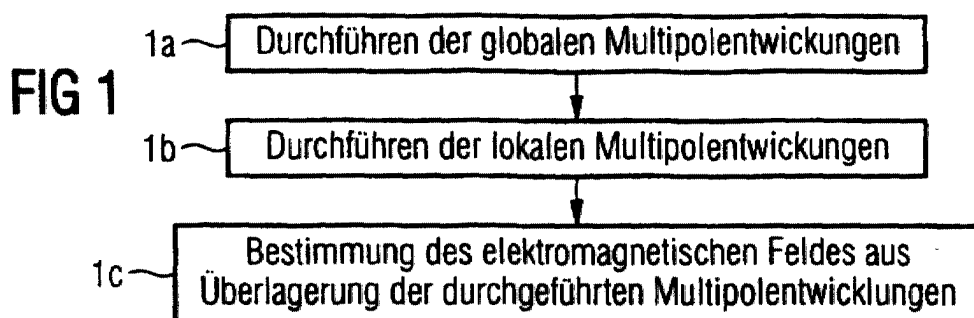 FIG 1
1a
Durchführen der globalen Multipolentwickungen
1b
Durchführen der lokalen Multipolentwickungen
1c
Bestimmung des elektromagnetischen Feldes aus
Überlagerung der durchgeführten Multipolentwicklungen